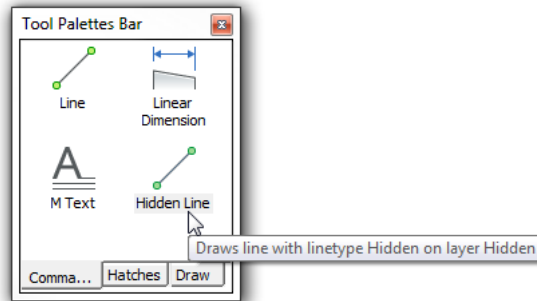 Tool Palettes Bar
Line
Linear
Dimension
A
M Text
Hidden Line
Draws line with linetype Hidden on layer Hidden
Comma...
Hatches
Draw